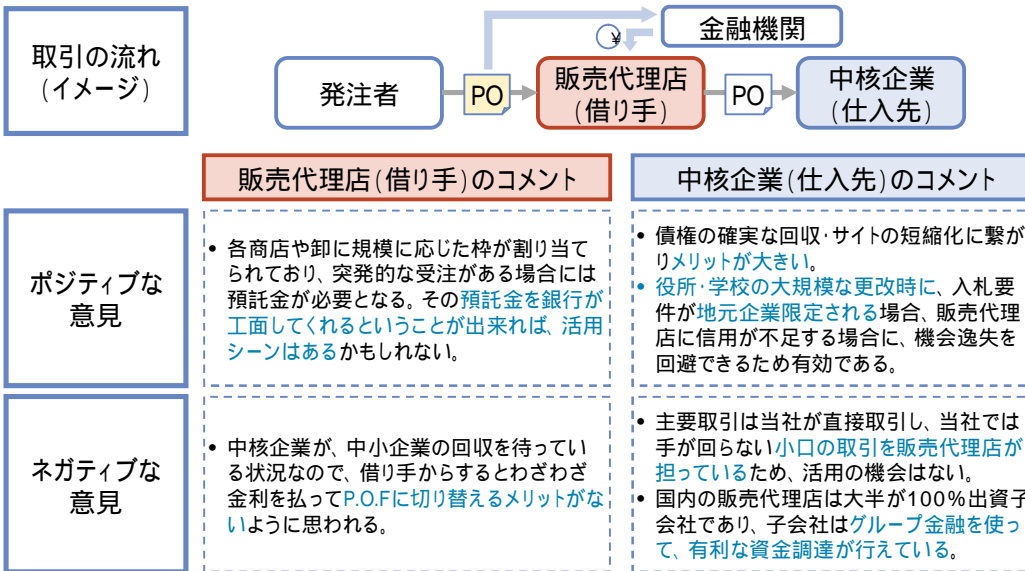 取引の流れ
(イメージ)
金融機関
¥
発注者
PO
販売代理店
(借り手)
PO
中核企業
(仕入先)
販売代理店(借り手)のコメント
中核企業(仕入先)のコメント
ポジティブな
意見
• 各商店や卸に規模に応じた枠が割り当て
られており、突発的な受注がある場合には
預託金が必要となる。その預託金を銀行が
工面してくれるということが出来れば、活用
シーンはあるかもしれない。
• 債権の確実な回収・サイトの短縮化に繋が
りメリットが大きい。
• 役所・学校の大規模な更改時に、入札要
件が地元企業限定される場合、販売代理
店に信用が不足する場合に、機会逸失を
回避できるため有効である。
ネガティブな
意見
• 中核企業が、中小企業の回収を待ってい
る状況なので、借り手からするとわざわざ
金利を払ってP.O.Fに切り替えるメリットがな
いように思われる。
• 主要取引は当社が直接取引し、当社では
手が回らない小口の取引を販売代理店が
担っているため、活用の機会はない。
• 国内の販売代理店は大半が100%出資子
会社であり、子会社はグループ金融を使っ
て、有利な資金調達が行えている。